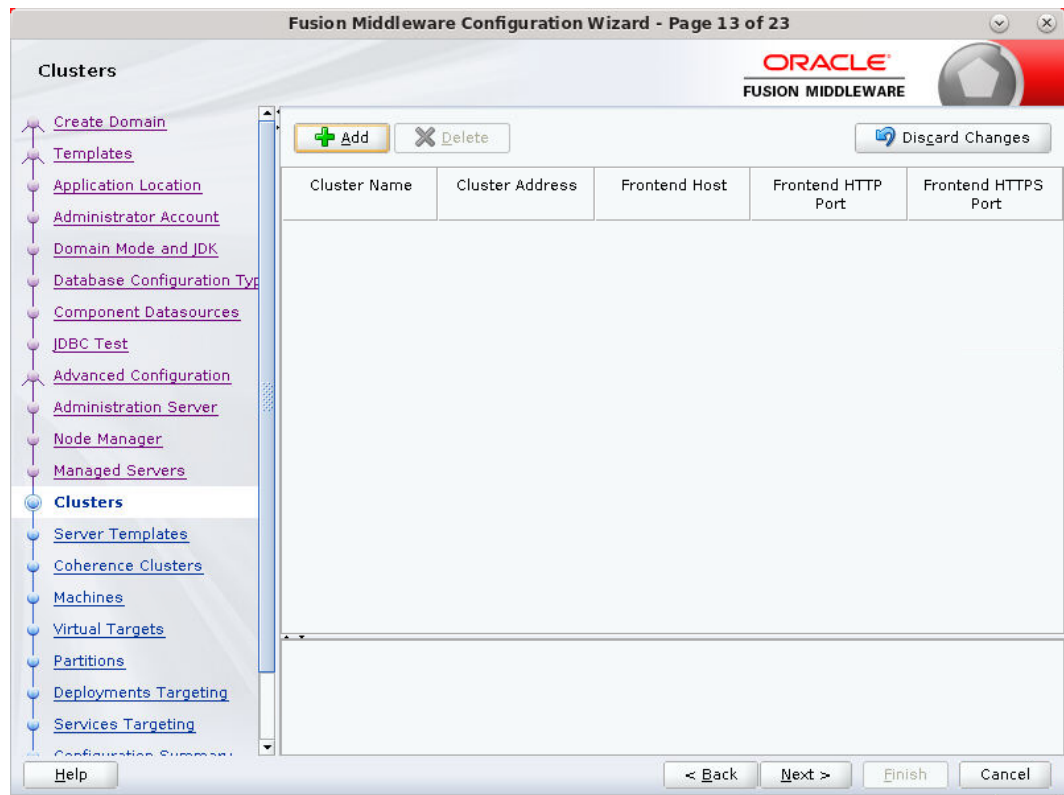 Fusion Middleware Configuration Wizard - Page 13 of 23
Clusters
ORACLE
FUSION MIDDLEWARE
Create Domain
Templates
Application Location
Administrator Account
Domain Mode and JDK
Database Configuration Typ
Component Datasources
JDBC Test
Advanced Configuration
Administration Server
Node Manager
Managed Servers
Clusters
Server Templates
Coherence Clusters
Machines
Virtual Targets
Partitions
Deployments Targeting
Services Targeting
Configuration Summary
Add Delete Discard Changes
Cluster Name Cluster Address Frontend Host Frontend HTTP Port Frontend HTTPS Port
Help < Back Next > Finish Cancel